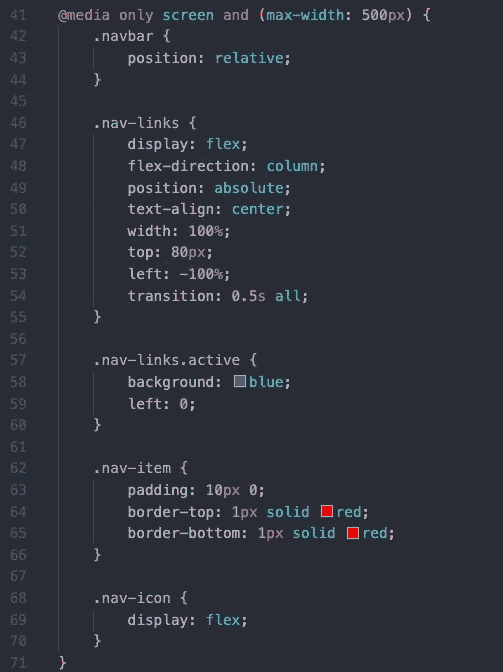 41 @media only screen and (max-width: 500px) {
42     .navbar {
43         position: relative;
44     }
45
46     .nav-links {
47         display: flex;
48         flex-direction: column;
49         position: absolute;
50         text-align: center;
51         width: 100%;
52         top: 80px;
53         left: -100%;
54         transition: 0.5s all;
55     }
56
57     .nav-links.active {
58         background: blue;
59         left: 0;
60     }
61
62     .nav-item {
63         padding: 10px 0;
64         border-top: 1px solid red;
65         border-bottom: 1px solid red;
66     }
67
68     .nav-icon {
69         display: flex;
70     }
71 }